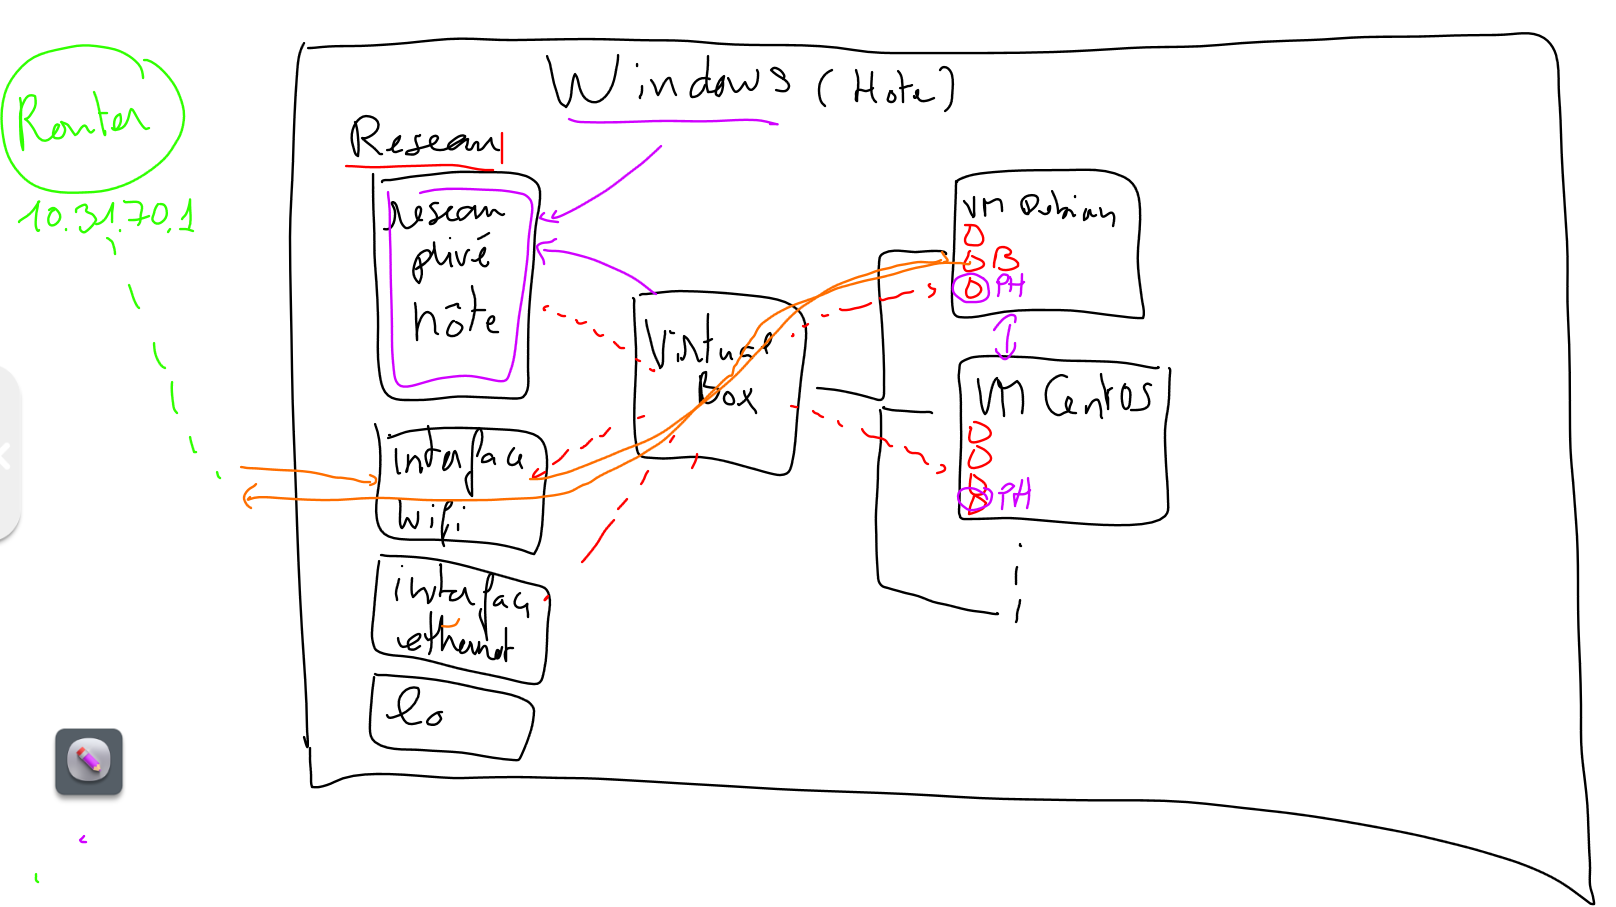 Windows (Hote)
Router
10.31.70.1
Reseau
reseau
privé
hôte
VM Debian
B
PH
Virtual
Box
VM Centos
PH
interface
wifi
interface
ethernet
lo